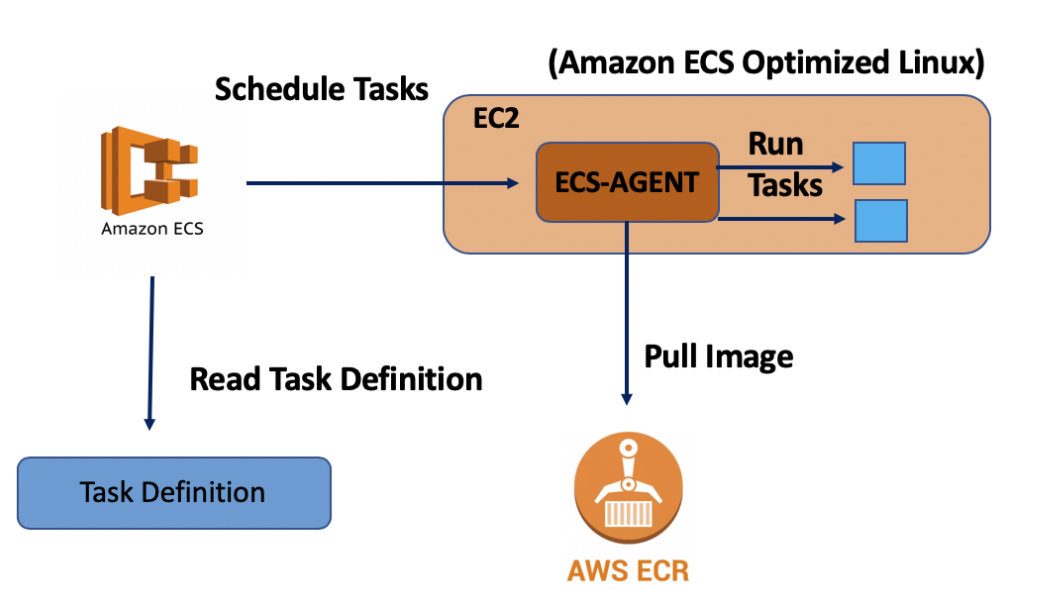 (Amazon ECS Optimized Linux)
Schedule Tasks
EC2
Run
Tasks
ECS-AGENT
Amazon ECS
Pull Image
Read Task Definition
Task Definition
AWS ECR